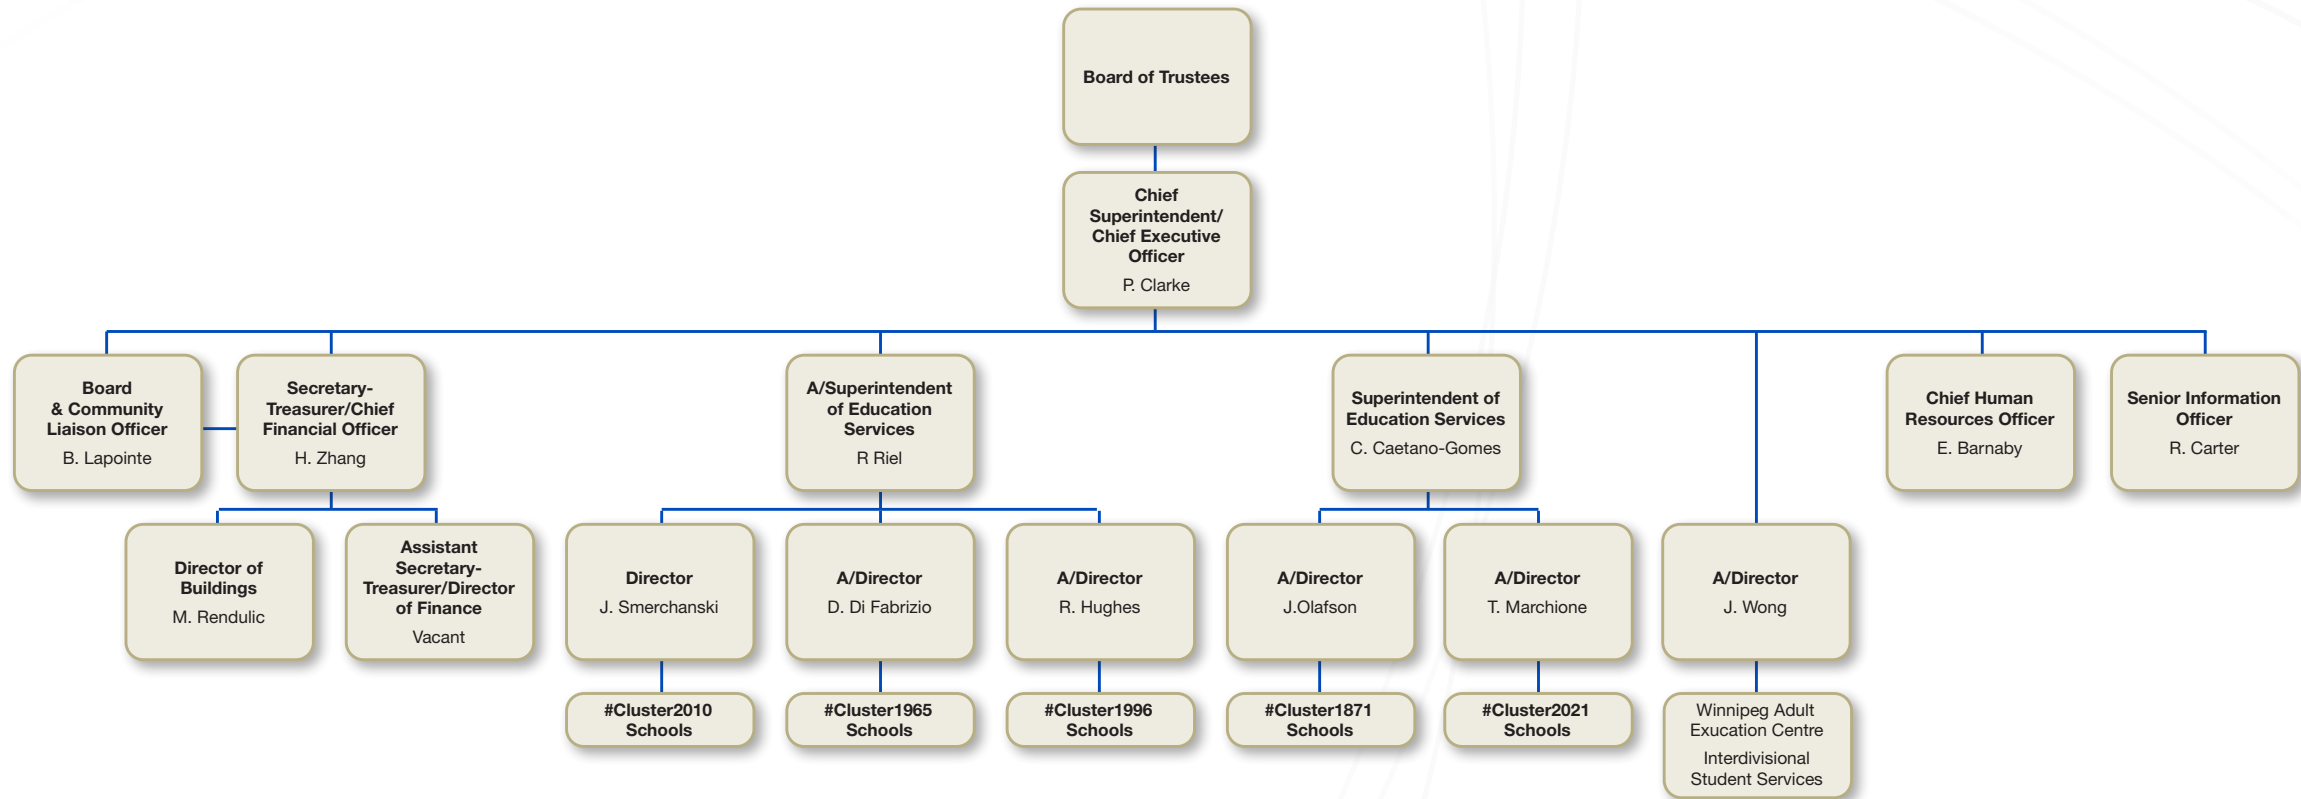 Board of Trustees
Chief
Superintendent/
Chief Executive
Officer
P. Clarke
Board
& Community
Liaison Officer
B. Lapointe
Secretary-
Treasurer/Chief
Financial Officer
H. Zhang
A/Superintendent
of Education
Services
R Riel
Superintendent of
Education Services
C. Caetano-Gomes
Chief Human
Resources Officer
E. Barnaby
Senior Information
Officer
R. Carter
Director of
Buildings
M. Rendulic
Assistant
Secretary-
Treasurer/Director
of Finance
Vacant
Director
J. Smerchanski
A/Director
D. Di Fabrizio
A/Director
R. Hughes
A/Director
J.Olafson
A/Director
T. Marchione
A/Director
J. Wong
#Cluster2010
Schools
#Cluster1965
Schools
#Cluster1996
Schools
#Cluster1871
Schools
#Cluster2021
Schools
Winnipeg Adult
Exucation Centre
Interdivisional
Student Services